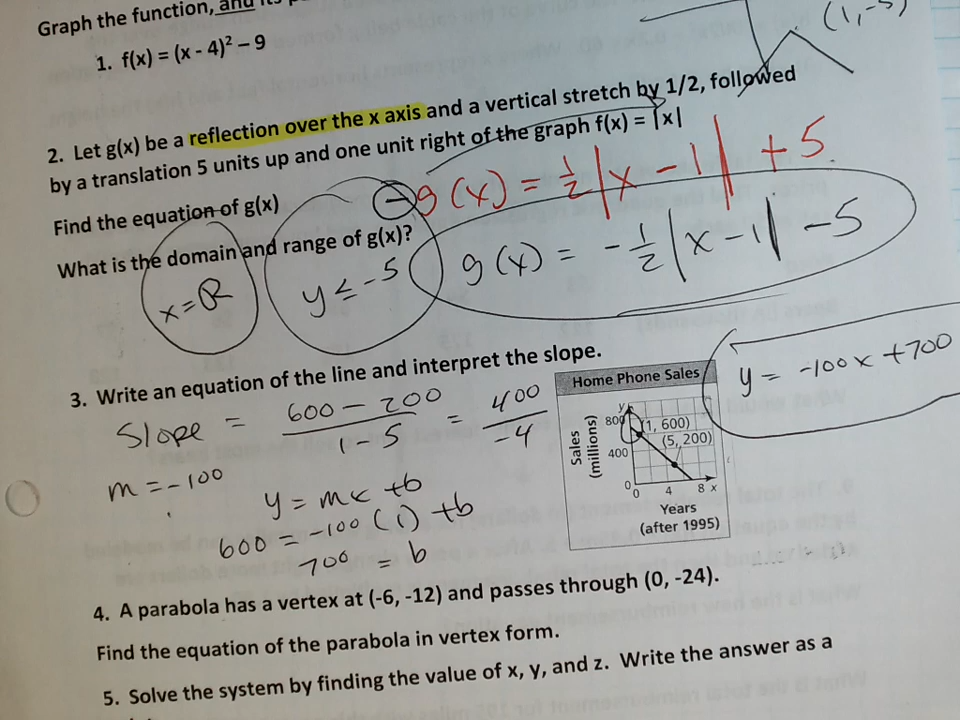 Graph the function, and its
1. f(x) = (x - 4)² – 9
(1, -5)
2. Let g(x) be a reflection over the x axis and a vertical stretch by 1/2, followed
by a translation 5 units up and one unit right of the graph f(x) = |x|
- g(x) = ½|x - 1| + 5
Find the equation of g(x)
What is the domain and range of g(x)?
g(x) = -½|x - 1| - 5
x = ℝ
y ≤ -5
3. Write an equation of the line and interpret the slope.
y = -100x + 700
Slope = 600 - 200 / 1 - 5 = 400 / -4
m = -100
y = mx + b
600 = -100(1) + b
700 = b
Home Phone Sales
Sales
(millions)
y
800
400
0
(1, 600)
(5, 200)
0 4 8 x
Years
(after 1995)
4. A parabola has a vertex at (-6, -12) and passes through (0, -24).
Find the equation of the parabola in vertex form.
5. Solve the system by finding the value of x, y, and z. Write the answer as a